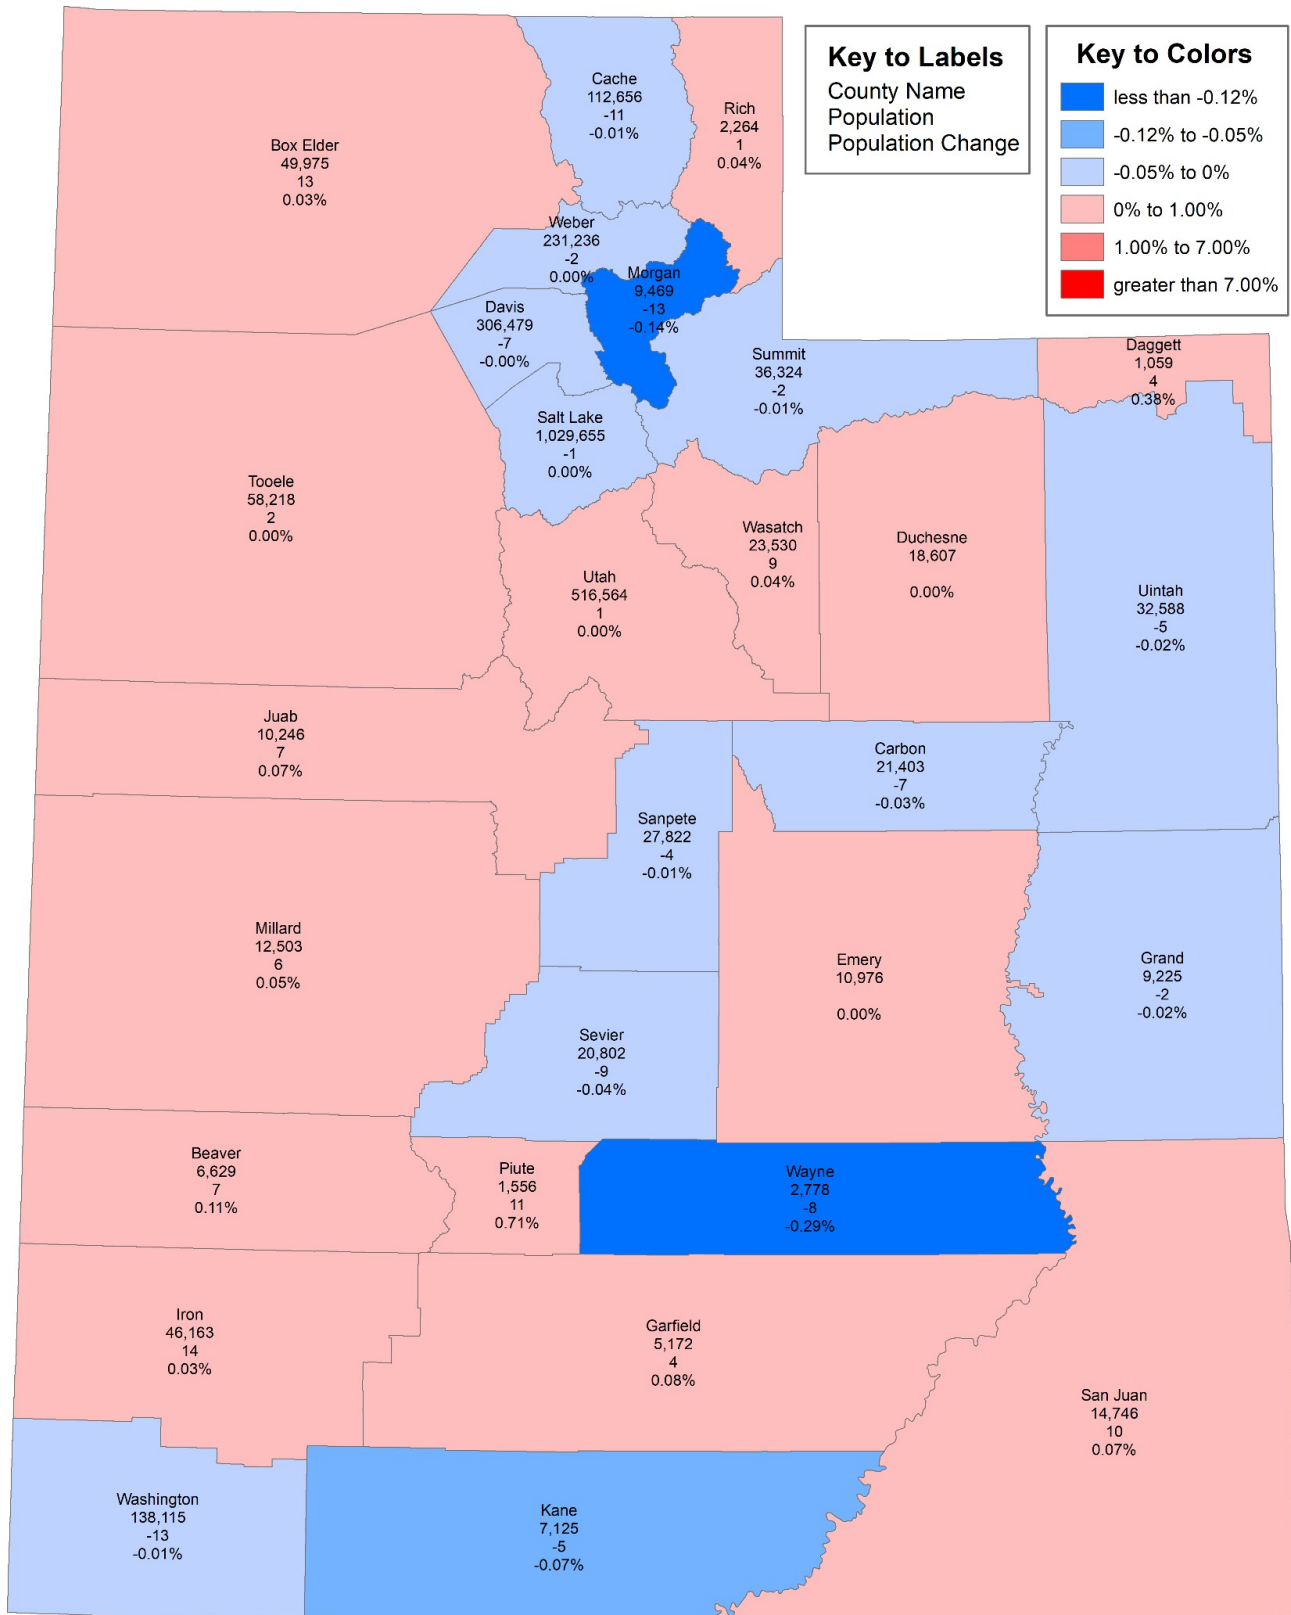 Key to Labels
County Name
Population
Population Change
Key to Colors
less than -0.12%
-0.12% to -0.05%
-0.05% to 0%
0% to 1.00%
1.00% to 7.00%
greater than 7.00%
Cache
112,656
-11
-0.01%
Rich
2,264
1
0.04%
Box Elder
49,975
13
0.03%
Weber
231,236
-2
0.00%
Morgan
9,469
-13
-0.14%
Davis
306,479
-7
-0.00%
Summit
36,324
-2
-0.01%
Daggett
1,059
4
0.38%
Salt Lake
1,029,655
-1
0.00%
Tooele
58,218
2
0.00%
Wasatch
23,530
9
0.04%
Duchesne
18,607
0.00%
Utah
516,564
1
0.00%
Uintah
32,588
-5
-0.02%
Juab
10,246
7
0.07%
Carbon
21,403
-7
-0.03%
Sanpete
27,822
-4
-0.01%
Millard
12,503
6
0.05%
Emery
10,976
0.00%
Grand
9,225
-2
-0.02%
Sevier
20,802
-9
-0.04%
Beaver
6,629
7
0.11%
Piute
1,556
11
0.71%
Wayne
2,778
-8
-0.29%
Iron
46,163
14
0.03%
Garfield
5,172
4
0.08%
San Juan
14,746
10
0.07%
Washington
138,115
-13
-0.01%
Kane
7,125
-5
-0.07%